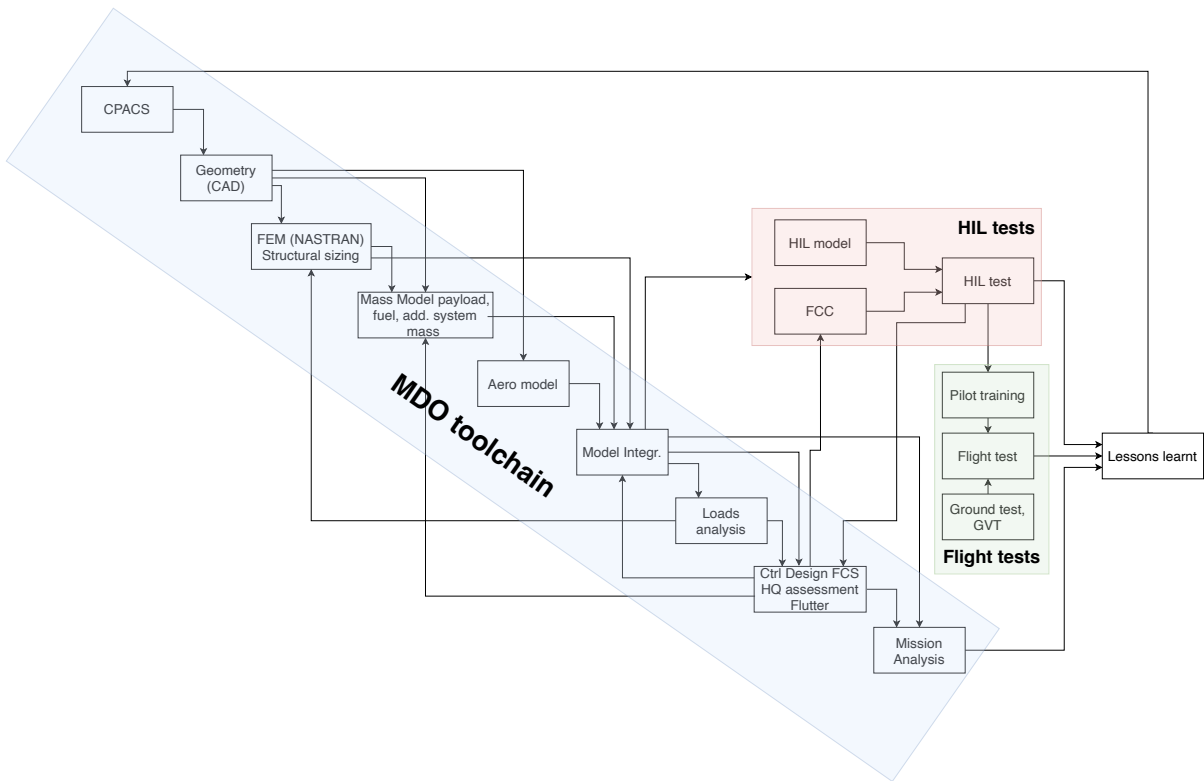 CPACS
Geometry
(CAD)
FEM (NASTRAN)
Structural sizing
Mass Model payload,
fuel, add. system
mass
Aero model
MDO toolchain
Model Integr.
Loads
analysis
Ctrl Design FCS
HQ assessment
Flutter
Mission
Analysis
HIL tests
HIL model
HIL test
FCC
Pilot training
Flight test
Ground test,
GVT
Flight tests
Lessons learnt